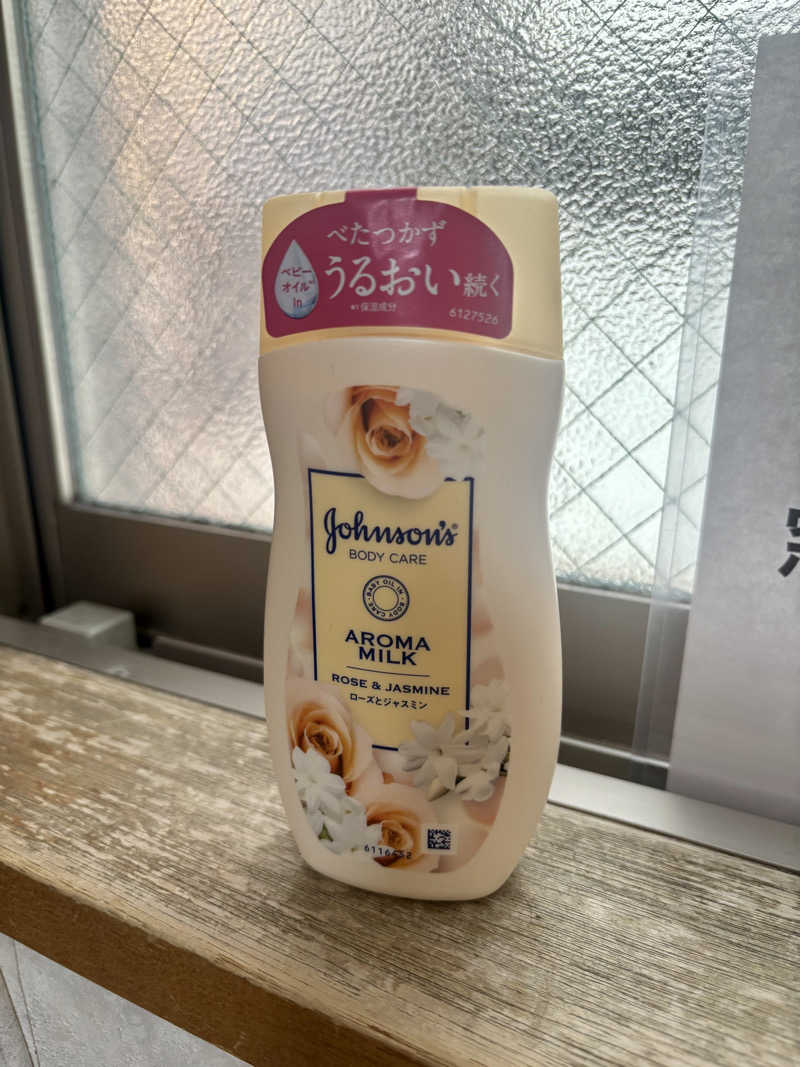 べたつかず
うるおい続く
ベビー
オイル*¹
in
*1 保湿成分
6127526
Johnson's®
BODY CARE
BABY OIL IN
BODY CARE
AROMA
MILK
ROSE & JASMINE
ローズとジャスミン